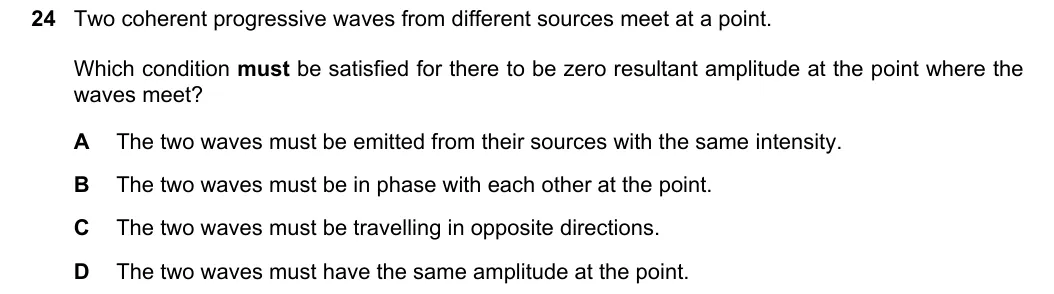 24 Two coherent progressive waves from different sources meet at a point.
Which condition must be satisfied for there to be zero resultant amplitude at the point where the
waves meet?
A The two waves must be emitted from their sources with the same intensity.
B The two waves must be in phase with each other at the point.
C The two waves must be travelling in opposite directions.
D The two waves must have the same amplitude at the point.